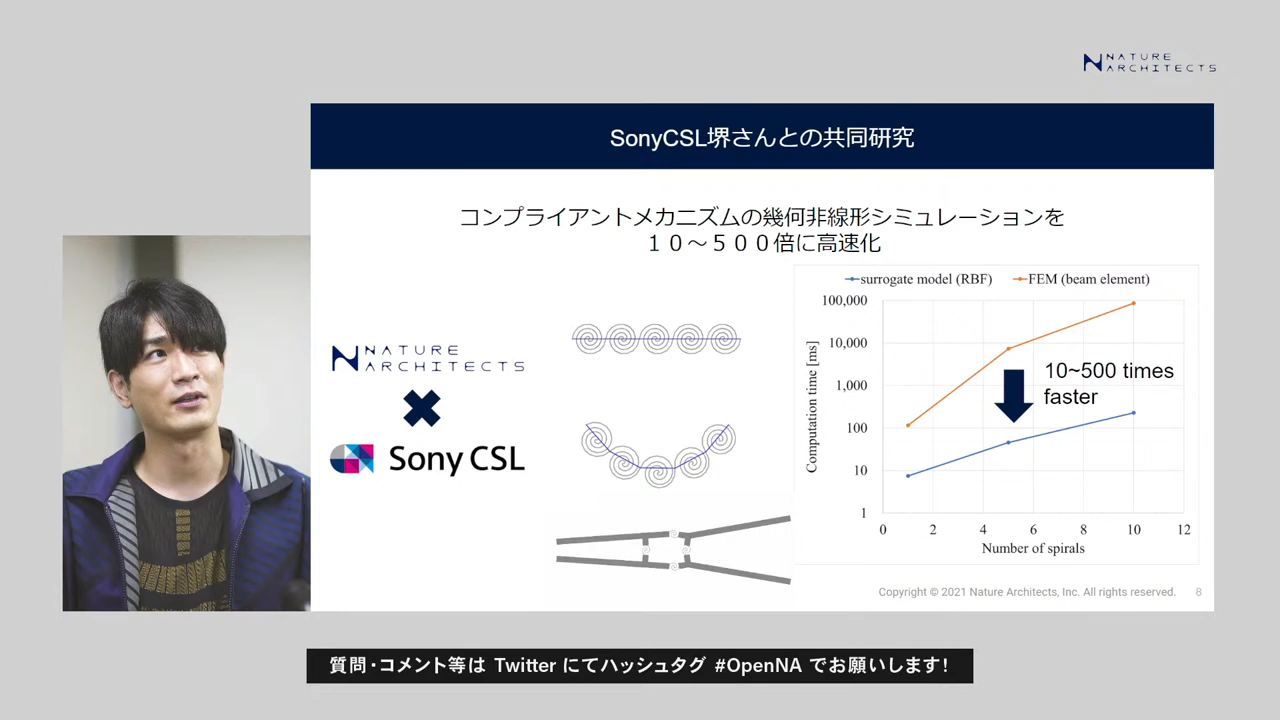 NATURE
ARCHITECTS
SonyCSL堺さんとの共同研究
コンプライアントメカニズムの幾何非線形シミュレーションを
１０～５００倍に高速化
NATURE
ARCHITECTS
Sony CSL
surrogate model (RBF) FEM (beam element)
100,000
10,000
1,000
100
10
1
Computation time [ms]
10~500 times
faster
0 2 4 6 8 10 12
Number of spirals
Copyright © 2021 Nature Architects, Inc. All rights reserved. 8
質問・コメント等は Twitter にてハッシュタグ #OpenNA でお願いします！